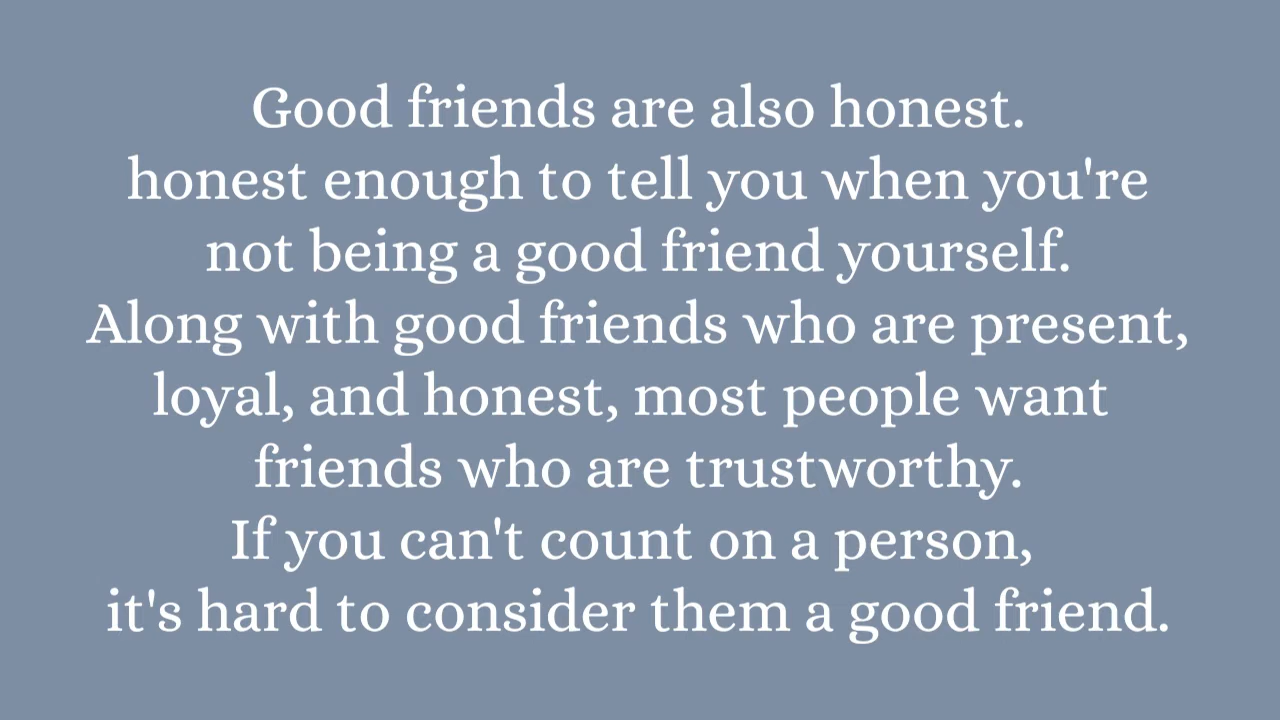 Good friends are also honest.
honest enough to tell you when you're
not being a good friend yourself.
Along with good friends who are present,
loyal, and honest, most people want
friends who are trustworthy.
If you can't count on a person,
it's hard to consider them a good friend.